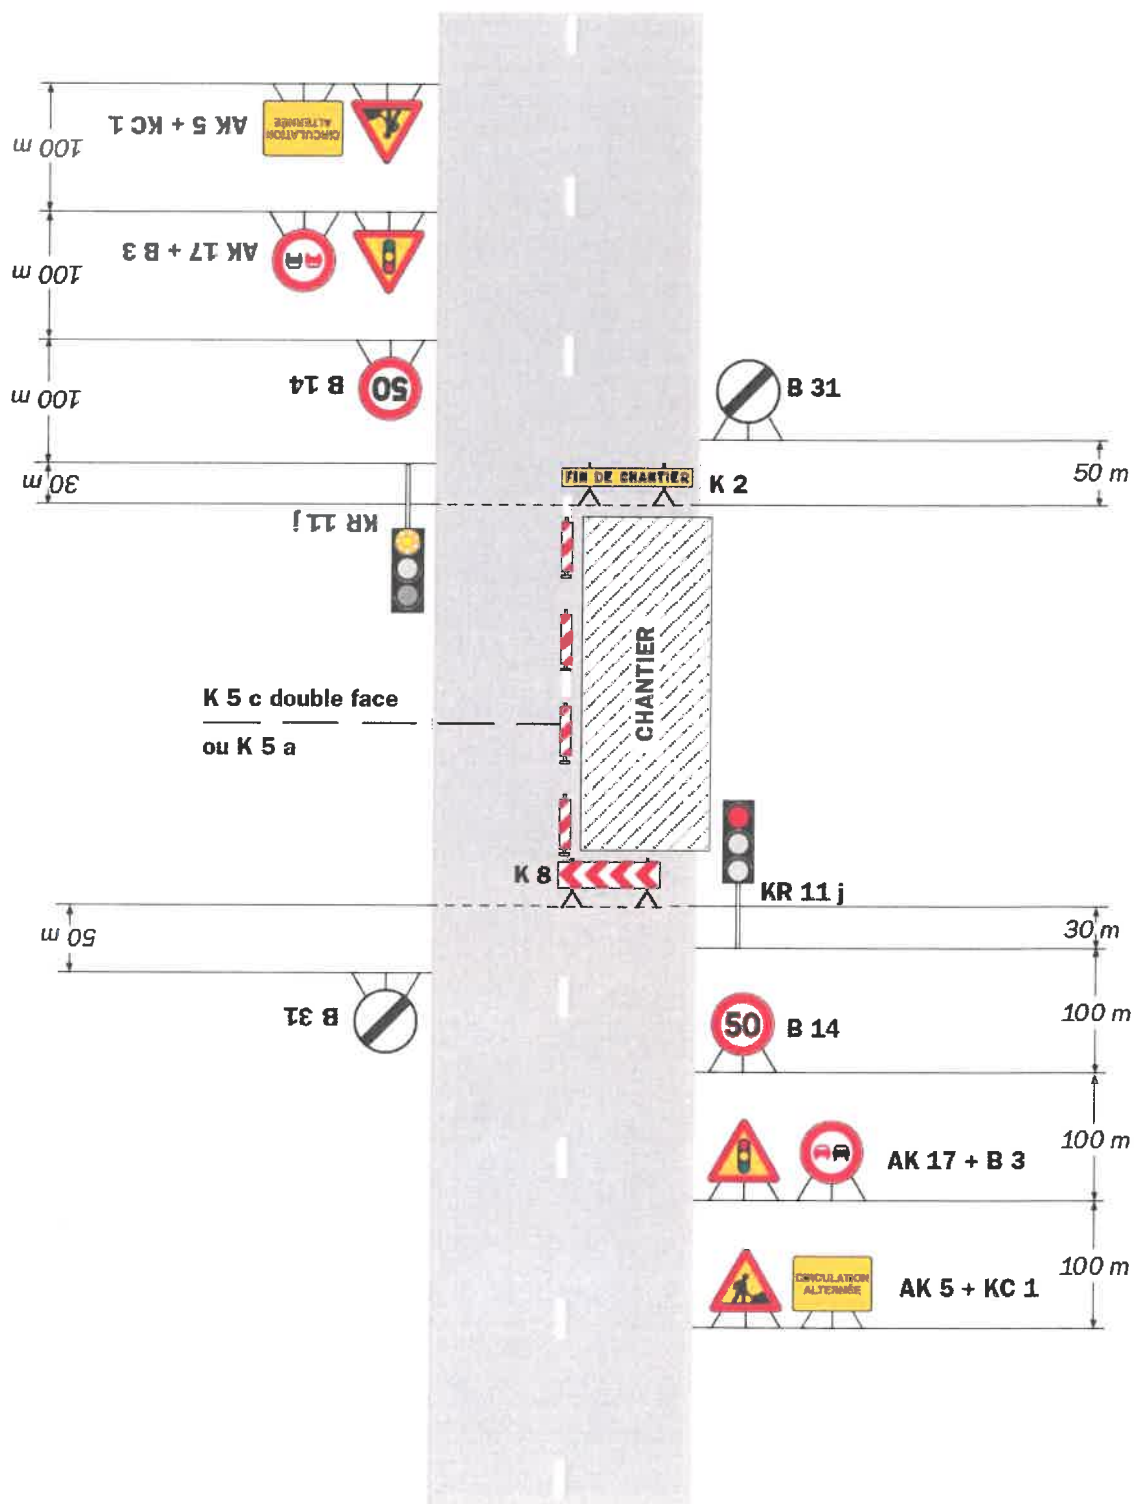 AK 5 + KC 1
CIRCULATION
ALTERNÉE
100 m
AK 17 + B 3
100 m
B 14
50
100 m
B 31
FIN DE CHANTIER
K 2
50 m
30 m
KR 11 j
CHANTIER
K 5 c double face
ou K 5 a
K 8
KR 11 j
30 m
50 m
B 31
50
B 14
100 m
AK 17 + B 3
100 m
CIRCULATION
ALTERNÉE
AK 5 + KC 1
100 m